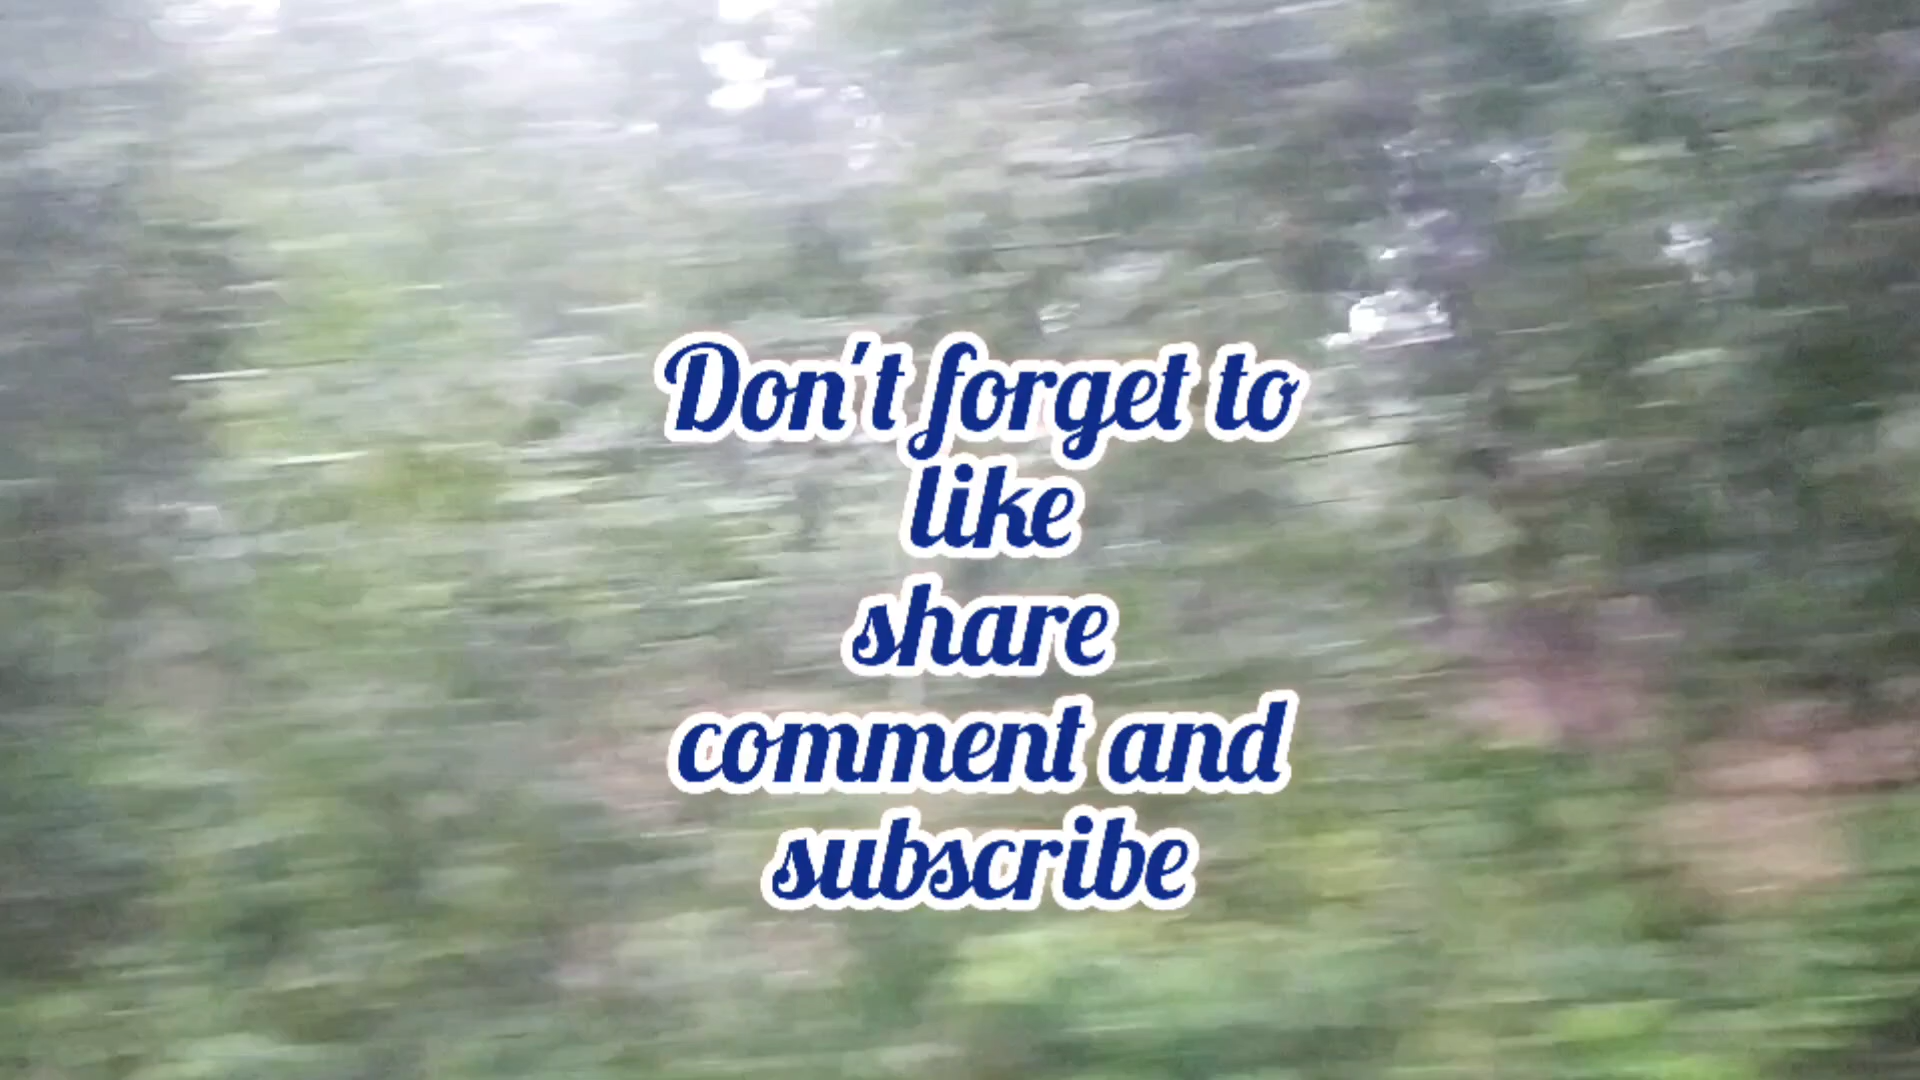 Don't forget to
like
share
comment and
subscribe